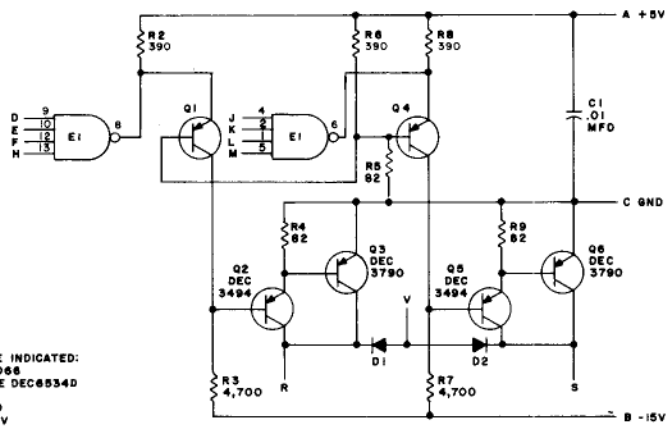 A +5V
R2
390
R6
390
R8
390
C1
.01
MFD
D 9
E 10
F 12
H 13
E1
8
Q1
J 4
K 2
L 1
M 5
E1
6
Q4
R5
82
C GND
R4
62
R9
62
Q2
DEC
3494
Q3
DEC
3790
Q5
DEC
3494
Q6
DEC
3790
V
D1
D2
R3
4,700
R
R7
4,700
S
B -15V
E INDICATED:
066
E DEC6534D
V